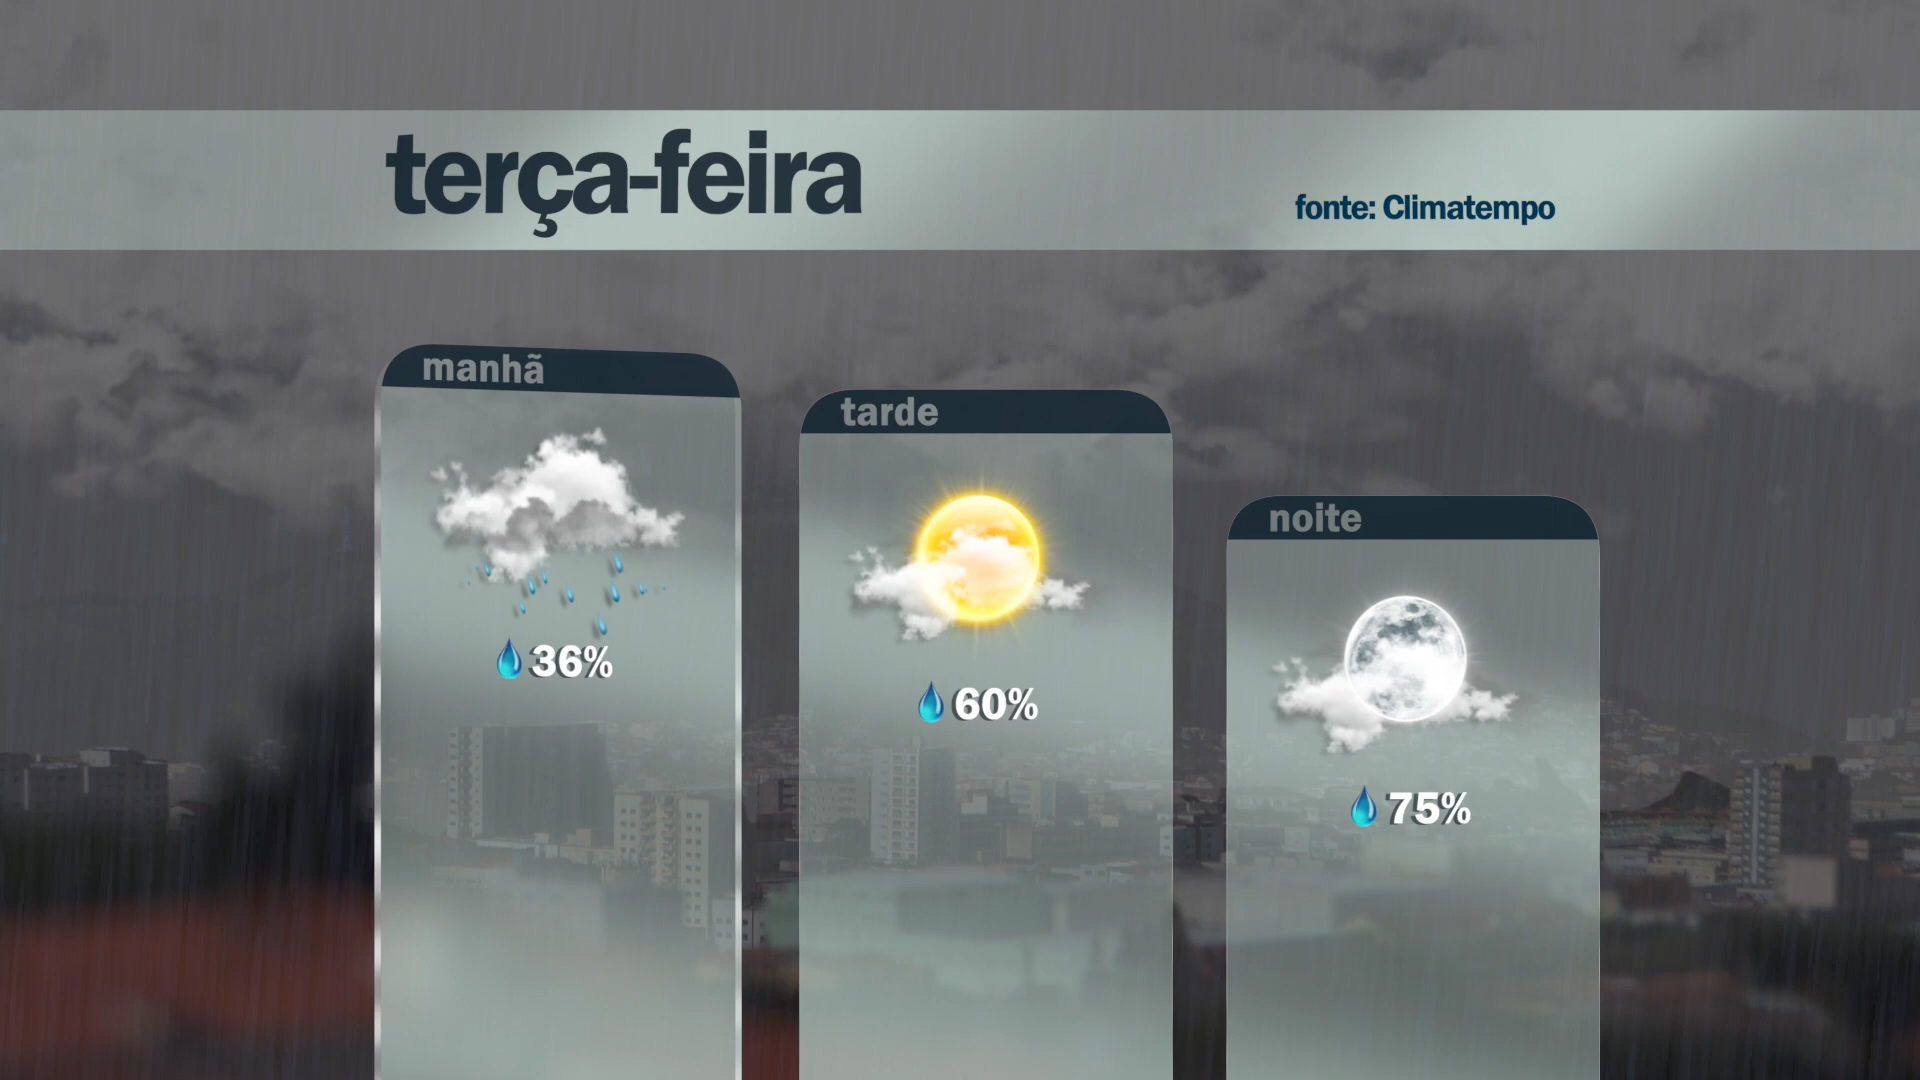 terça-feira
fonte: Climatempo
manhã
36%
tarde
60%
noite
75%